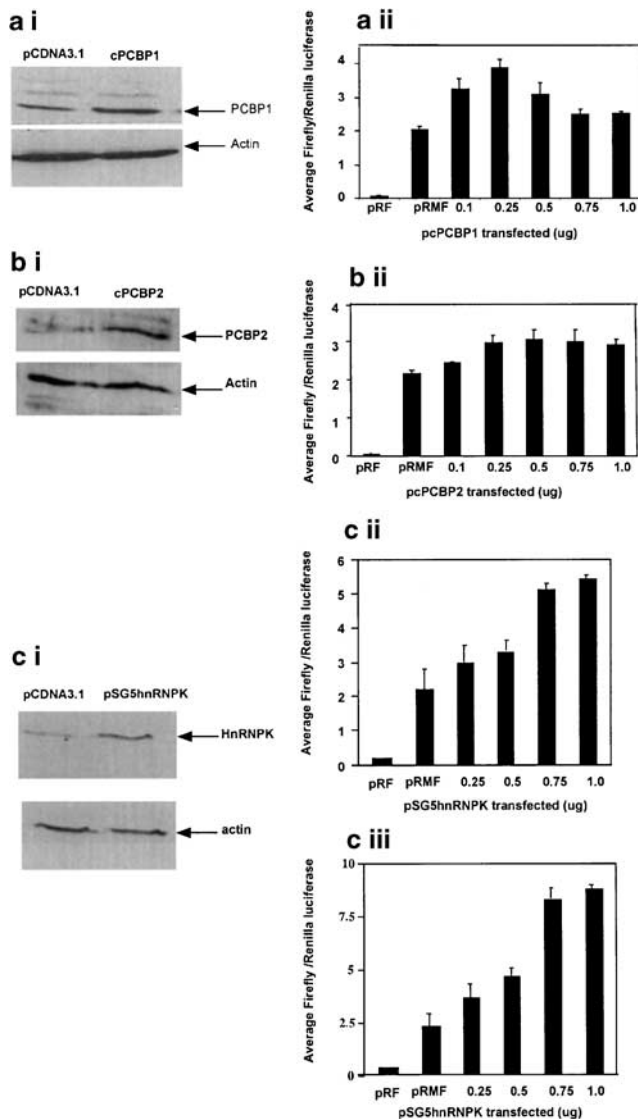 a i
pCDNA3.1 cPCBP1
PCBP1
Actin
a ii
Average Firefly/Renilla luciferase
4
3
2
1
0
pRF pRMF 0.1 0.25 0.5 0.75 1.0
pcPCBP1 transfected (ug)
b i
pCDNA3.1 cPCBP2
PCBP2
Actin
b ii
Average Firefly /Renilla luciferase
4
3
2
1
0
pRF pRMF 0.1 0.25 0.5 0.75 1.0
pcPCBP2 transfected (ug)
c i
pCDNA3.1 pSG5hnRNPK
HnRNPK
actin
c ii
Average Firefly /Renilla luciferase
6
5
4
3
2
1
0
pRF pRMF 0.25 0.5 0.75 1.0
pSG5hnRNPK transfected (ug)
c iii
Average Firefly /Renilla luciferase
10
7.5
5
2.5
0
pRF pRMF 0.25 0.5 0.75 1.0
pSG5hnRNPK transfected (ug)